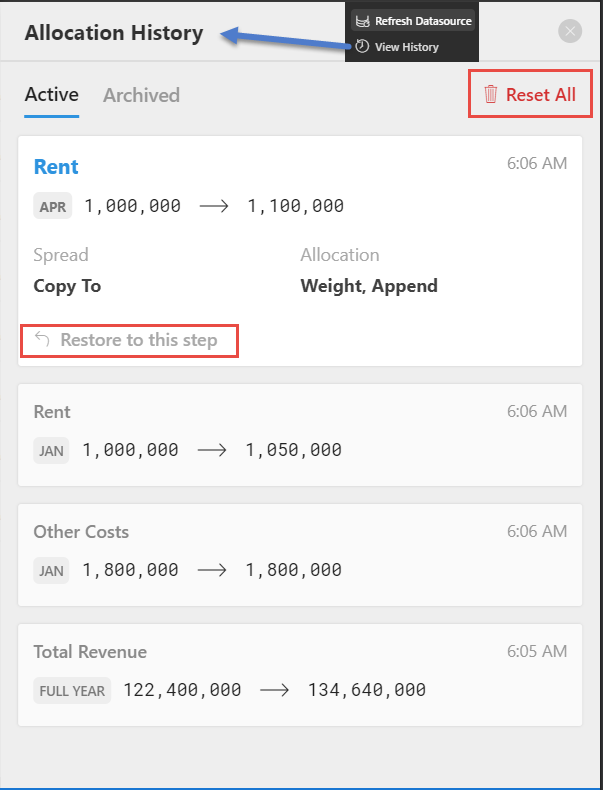 Allocation History
Refresh Datasource
View History
Active Archived
Reset All
Rent 6:06 AM
APR 1,000,000 → 1,100,000
Spread Allocation
Copy To Weight, Append
Restore to this step
Rent 6:06 AM
JAN 1,000,000 → 1,050,000
Other Costs 6:06 AM
JAN 1,800,000 → 1,800,000
Total Revenue 6:05 AM
FULL YEAR 122,400,000 → 134,640,000